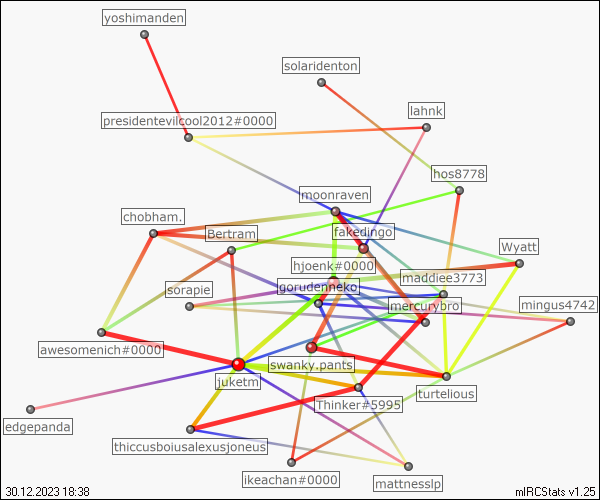 yoshimanden
solaridenton
lahnk
presidentevilcool2012#0000
hos8778
moonraven
chobham.
Bertram
fakedingo
Wyatt
hjoenk#0000
maddiee3773
sorapie
gorudenneko
mercurybro
mingus4742
awesomenich#0000
swanky.pants
juketm
turtelious
Thinker#5995
edgepanda
thiccusboiusalexusjoneus
ikeachan#0000
mattnesslp
30.12.2023 18:38
mIRCStats v1.25